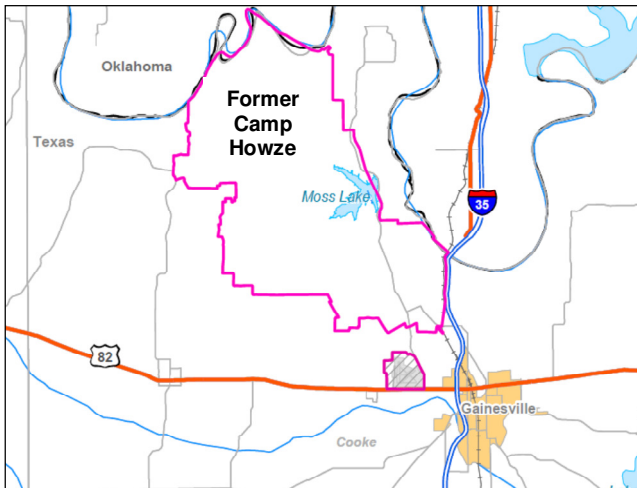 Oklahoma
Former
Camp
Howze
Texas
Moss Lake
35
82
Gainesville
Cooke